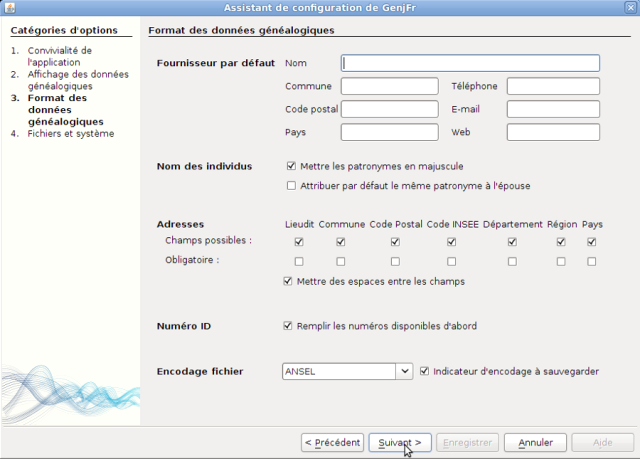 Assistant de configuration de GenjFr
Catégories d'options
1. Convivialité de
l'application
2. Affichage des données
généalogiques
3. Format des
données
généalogiques
4. Fichiers et système
Format des données généalogiques
Fournisseur par défaut
Nom
Commune
Téléphone
Code postal
E-mail
Pays
Web
Nom des individus
Mettre les patronymes en majuscule
Attribuer par défaut le même patronyme à l'épouse
Adresses
Lieudit Commune Code Postal Code INSEE Département Région Pays
Champs possibles :
Obligatoire :
Mettre des espaces entre les champs
Numéro ID
Remplir les numéros disponibles d'abord
Encodage fichier
ANSEL
Indicateur d'encodage à sauvegarder
< Précédent
Suivant >
Enregistrer
Annuler
Aide